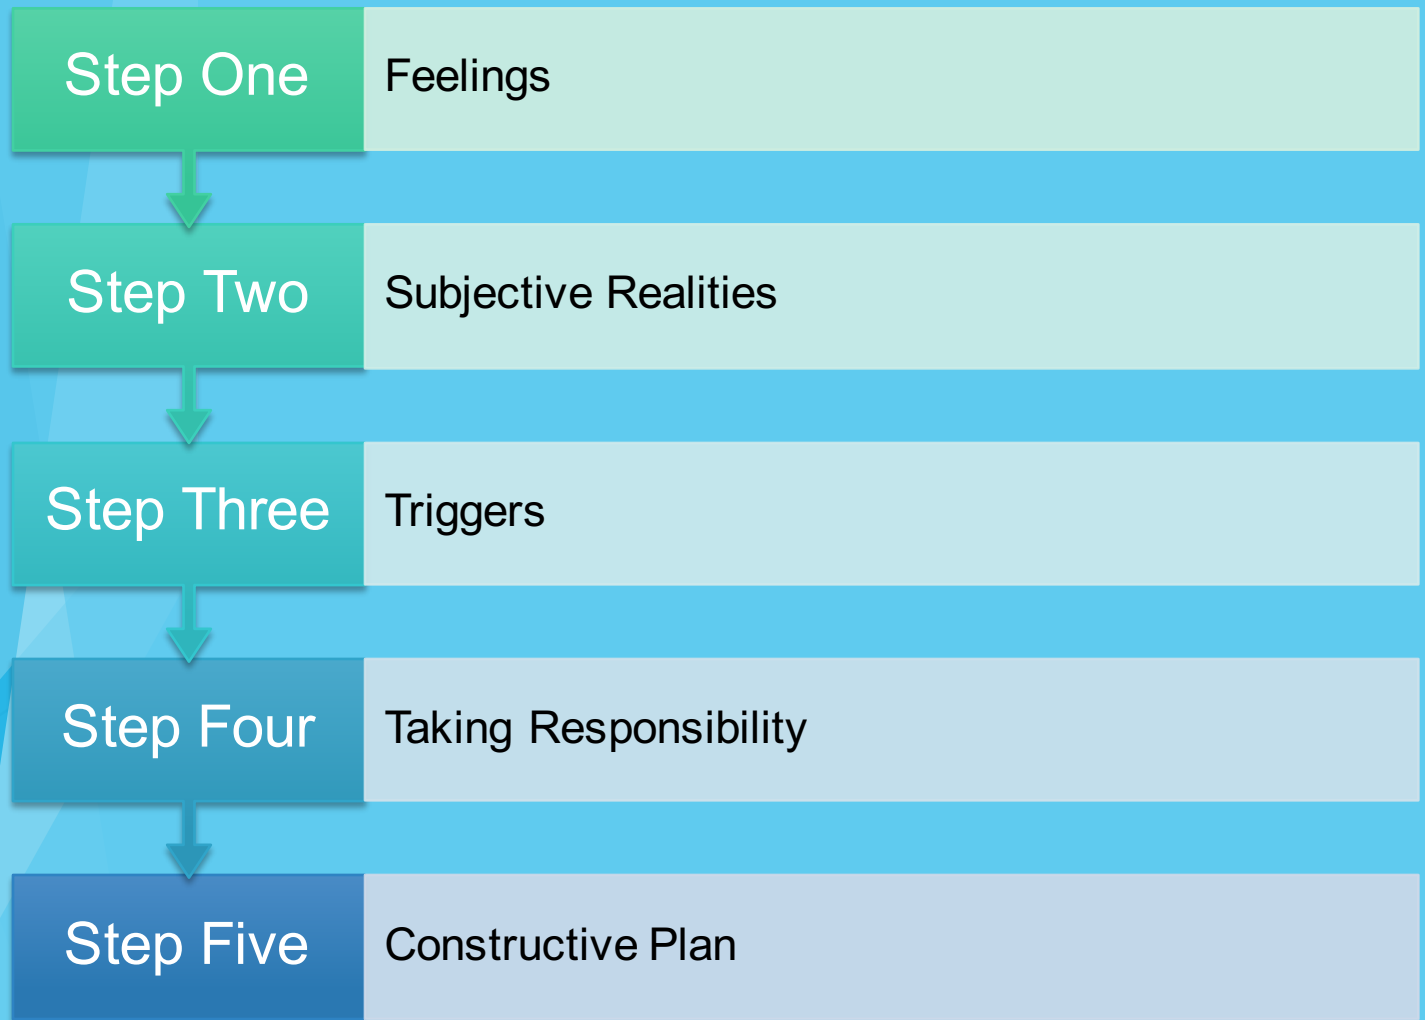 Step One
Feelings
Step Two
Subjective Realities
Step Three
Triggers
Step Four
Taking Responsibility
Step Five
Constructive Plan